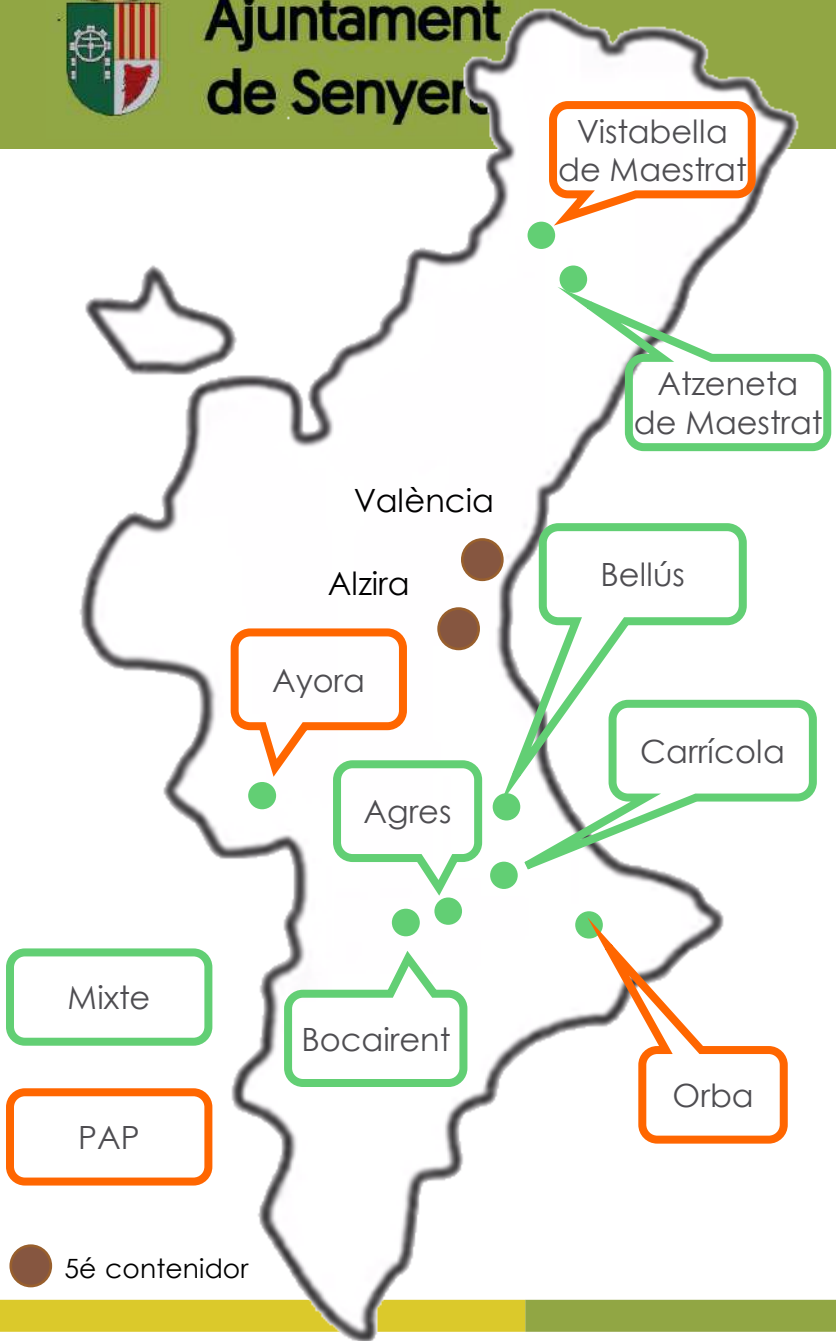 Ajuntament
de Senyera
Vistabella
de Maestrat
Atzeneta
de Maestrat
València
Alzira
Bellús
Ayora
Carrícola
Agres
Mixte
Bocairent
Orba
PAP
5é contenidor